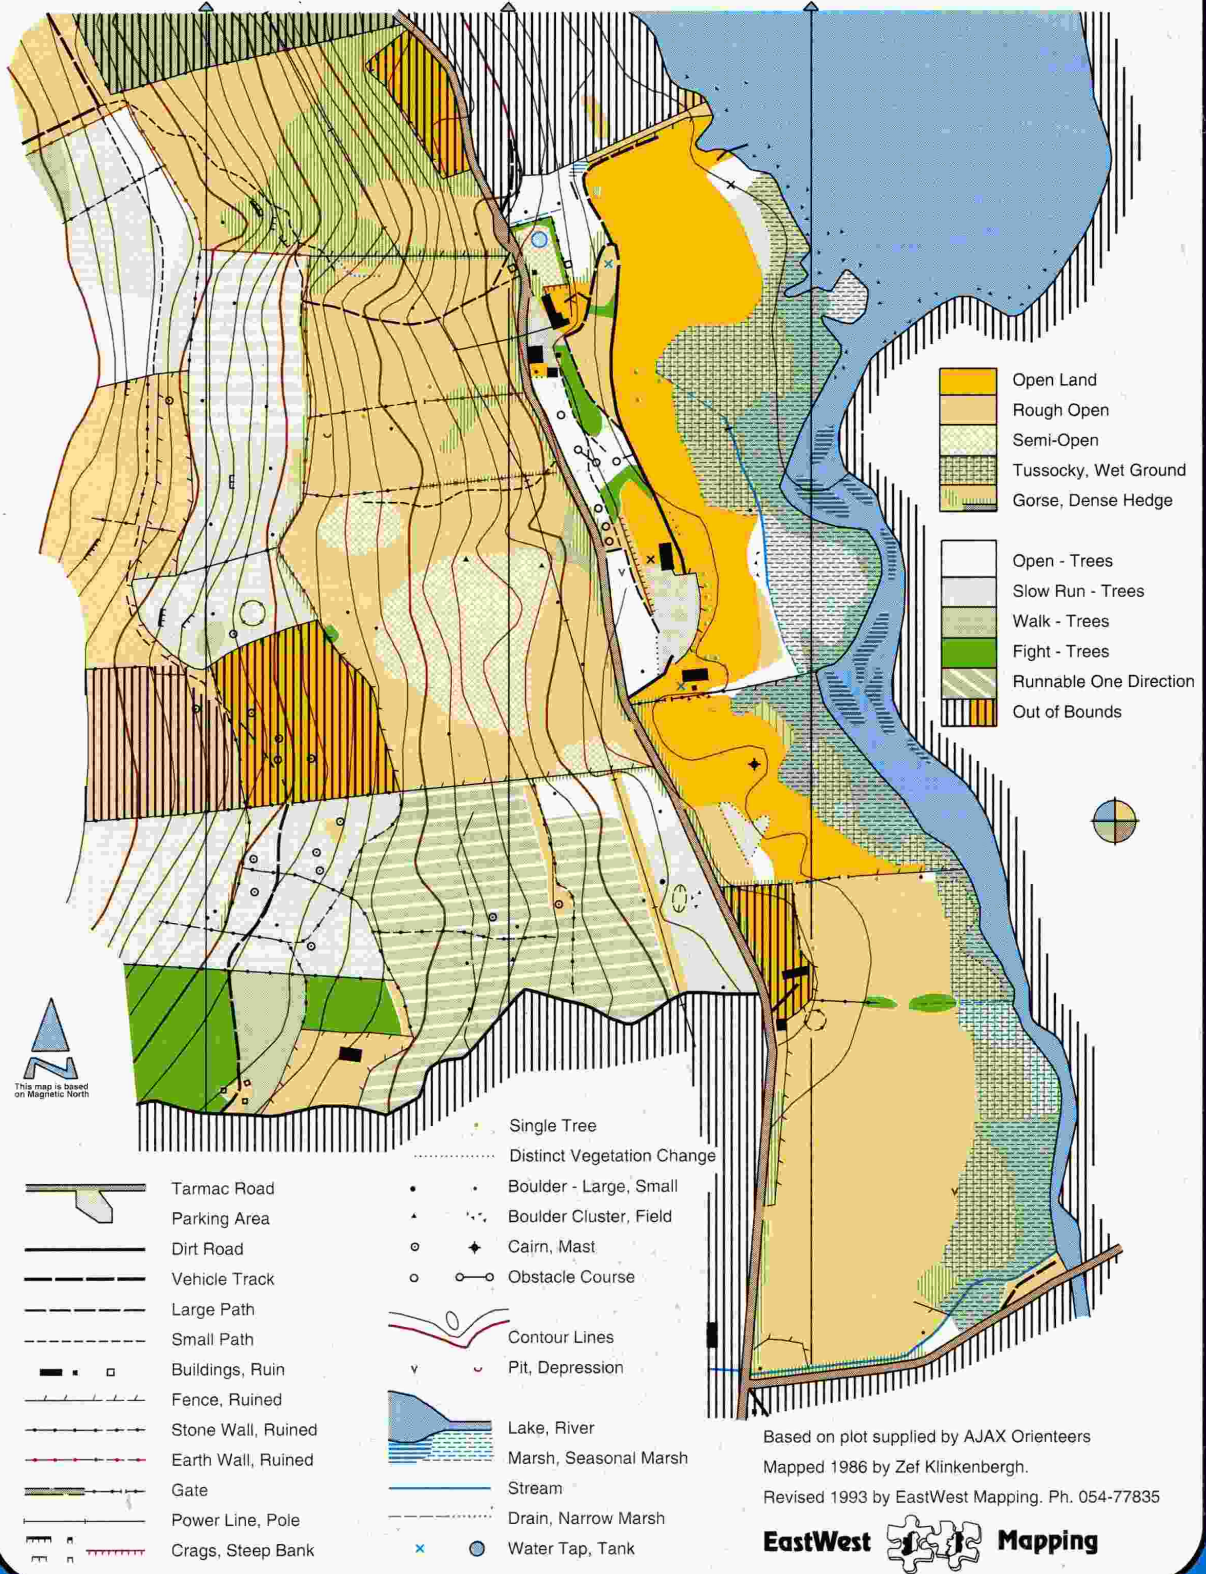 Open Land
Rough Open
Semi-Open
Tussocky, Wet Ground
Gorse, Dense Hedge
Open - Trees
Slow Run - Trees
Walk - Trees
Fight - Trees
Runnable One Direction
Out of Bounds
This map is based
on Magnetic North
Single Tree
Distinct Vegetation Change
Boulder - Large, Small
Boulder Cluster, Field
Cairn, Mast
Obstacle Course
Contour Lines
Pit, Depression
Lake, River
Marsh, Seasonal Marsh
Stream
Drain, Narrow Marsh
Water Tap, Tank
Tarmac Road
Parking Area
Dirt Road
Vehicle Track
Large Path
Small Path
Buildings, Ruin
Fence, Ruined
Stone Wall, Ruined
Earth Wall, Ruined
Gate
Power Line, Pole
Crags, Steep Bank
Based on plot supplied by AJAX Orienteers
Mapped 1986 by Zef Klinkenbergh.
Revised 1993 by EastWest Mapping. Ph. 054-77835
EastWest Mapping